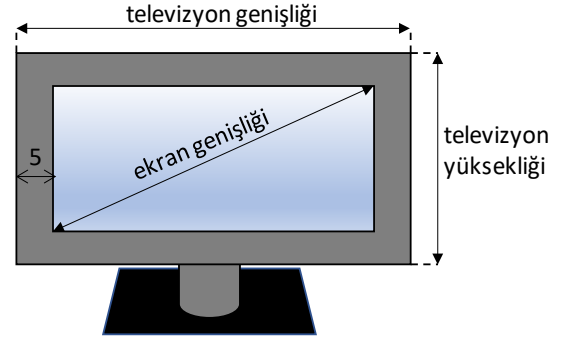 televizyon genişliği
ekran genişliği
5
televizyon
yüksekliği